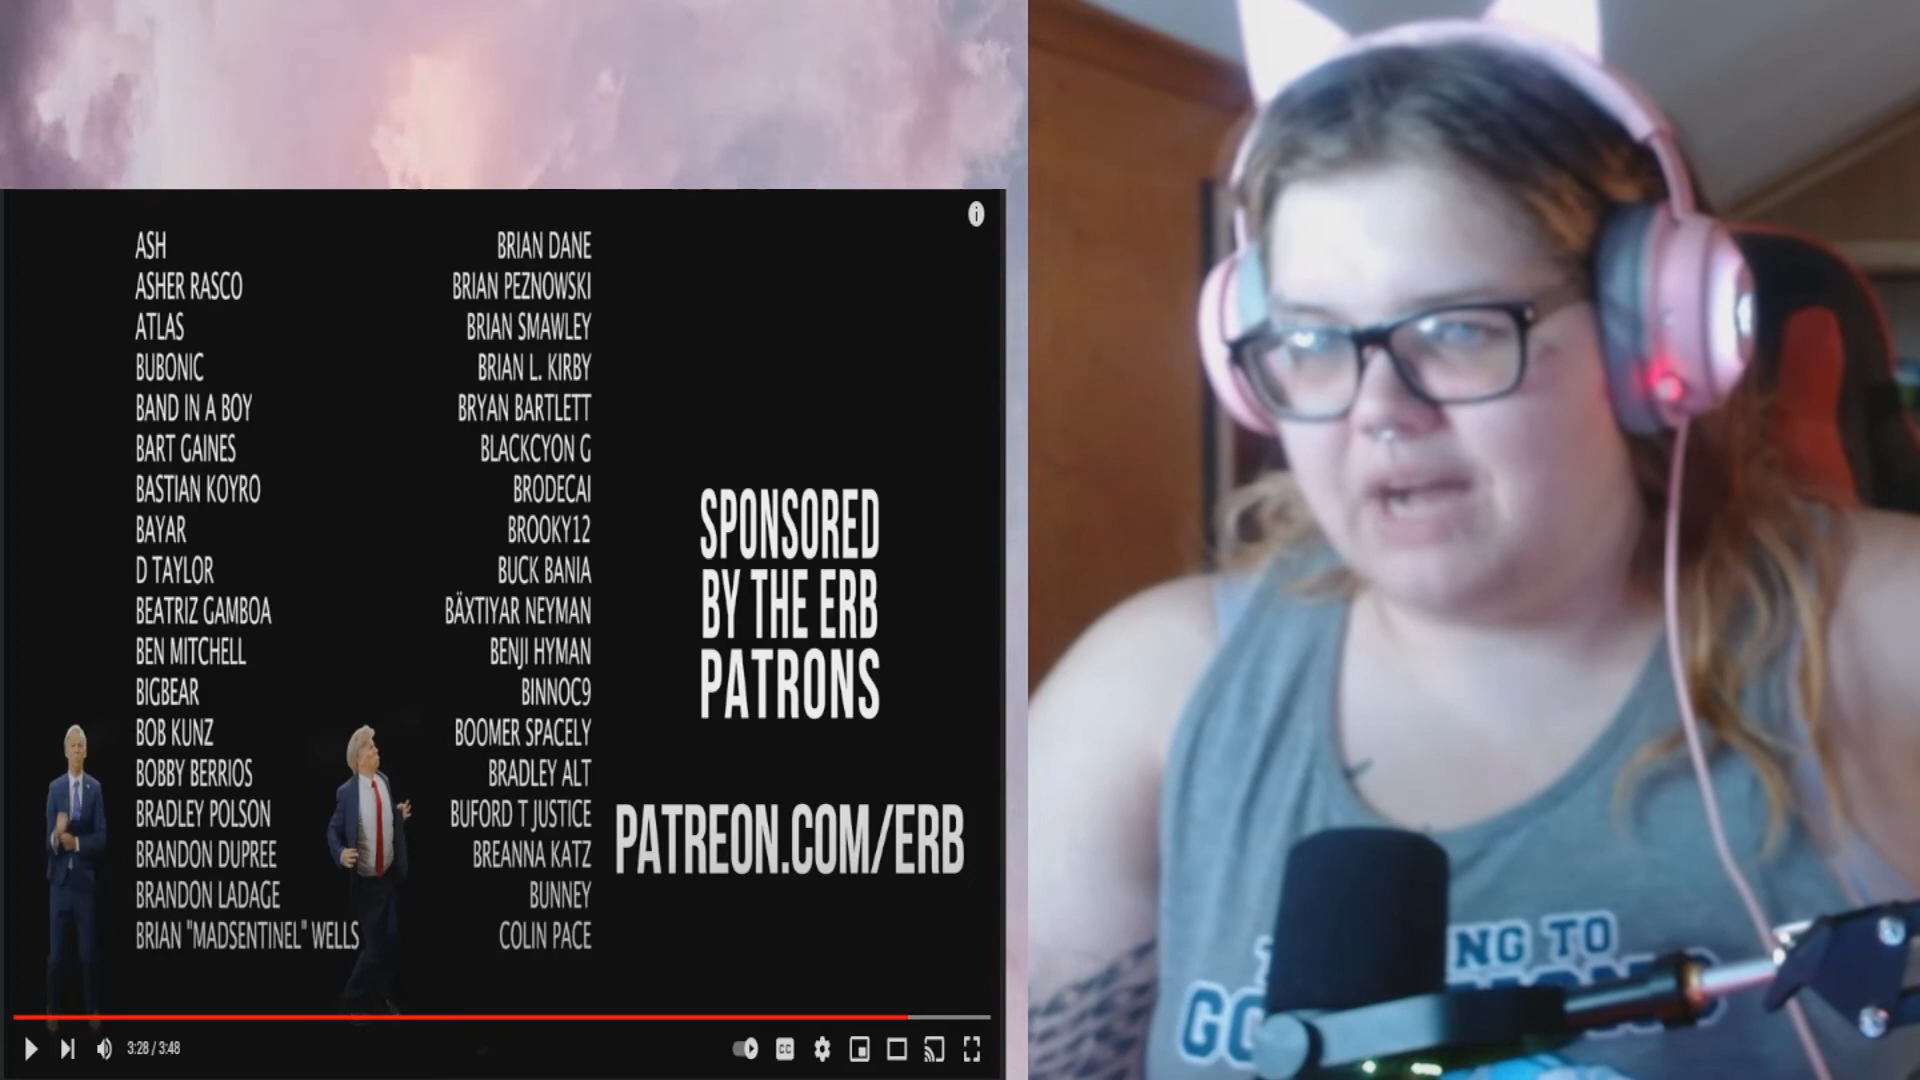 ASH
ASHER RASCO
ATLAS
BUBONIC
BAND IN A BOY
BART GAINES
BASTIAN KOYRO
BAYAR
D TAYLOR
BEATRIZ GAMBOA
BEN MITCHELL
BIGBEAR
BOB KUNZ
BOBBY BERRIOS
BRADLEY POLSON
BRANDON DUPREE
BRANDON LADAGE
BRIAN "MADSENTINEL" WELLS
BRIAN DANE
BRIAN PEZNOWSKI
BRIAN SMAWLEY
BRIAN L. KIRBY
BRYAN BARTLETT
BLACKCYON G
BRODECAI
BROOKY12
BUCK BANIA
BÄXTIYAR NEYMAN
BENJI HYMAN
BINNOC9
BOOMER SPACELY
BRADLEY ALT
BUFORD T JUSTICE
BREANNA KATZ
BUNNEY
COLIN PACE
SPONSORED
BY THE ERB
PATRONS
PATREON.COM/ERB
3:28 / 3:48
CC
NG TO